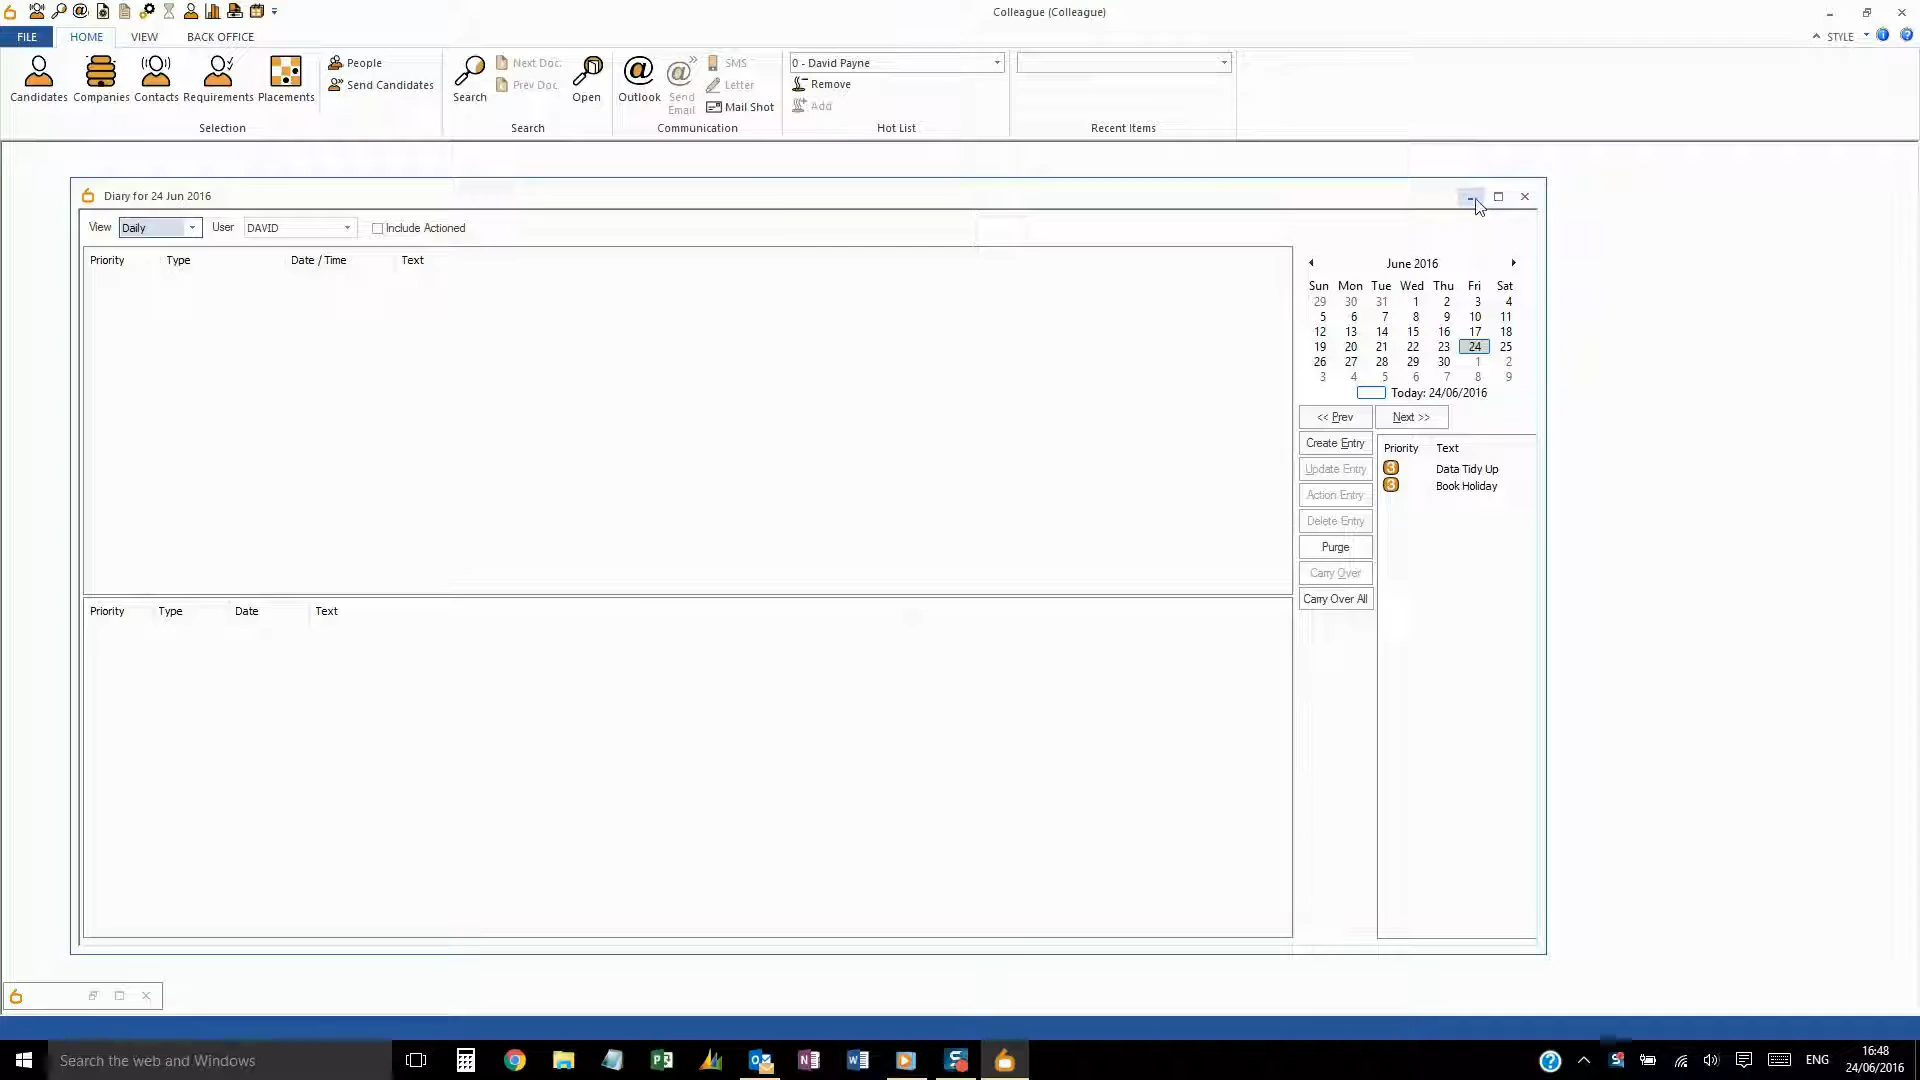 Colleague (Colleague)
FILE HOME VIEW BACK OFFICE
STYLE
Candidates Companies Contacts Requirements Placements
People
Send Candidates
Selection
Search
Next Doc.
Prev Doc.
Open
Search
Outlook
Send Email
SMS
Letter
Mail Shot
Communication
0 - David Payne
Remove
Add
Hot List
Recent Items
Diary for 24 Jun 2016
View Daily User DAVID Include Actioned
Priority Type Date / Time Text
June 2016
Sun Mon Tue Wed Thu Fri Sat
29 30 31 1 2 3 4
5 6 7 8 9 10 11
12 13 14 15 16 17 18
19 20 21 22 23 24 25
26 27 28 29 30 1 2
3 4 5 6 7 8 9
Today: 24/06/2016
<< Prev Next >>
Create Entry
Update Entry
Action Entry
Delete Entry
Purge
Carry Over
Carry Over All
Priority Text
3 Data Tidy Up
3 Book Holiday
Priority Type Date Text
Search the web and Windows
ENG
16:48
24/06/2016